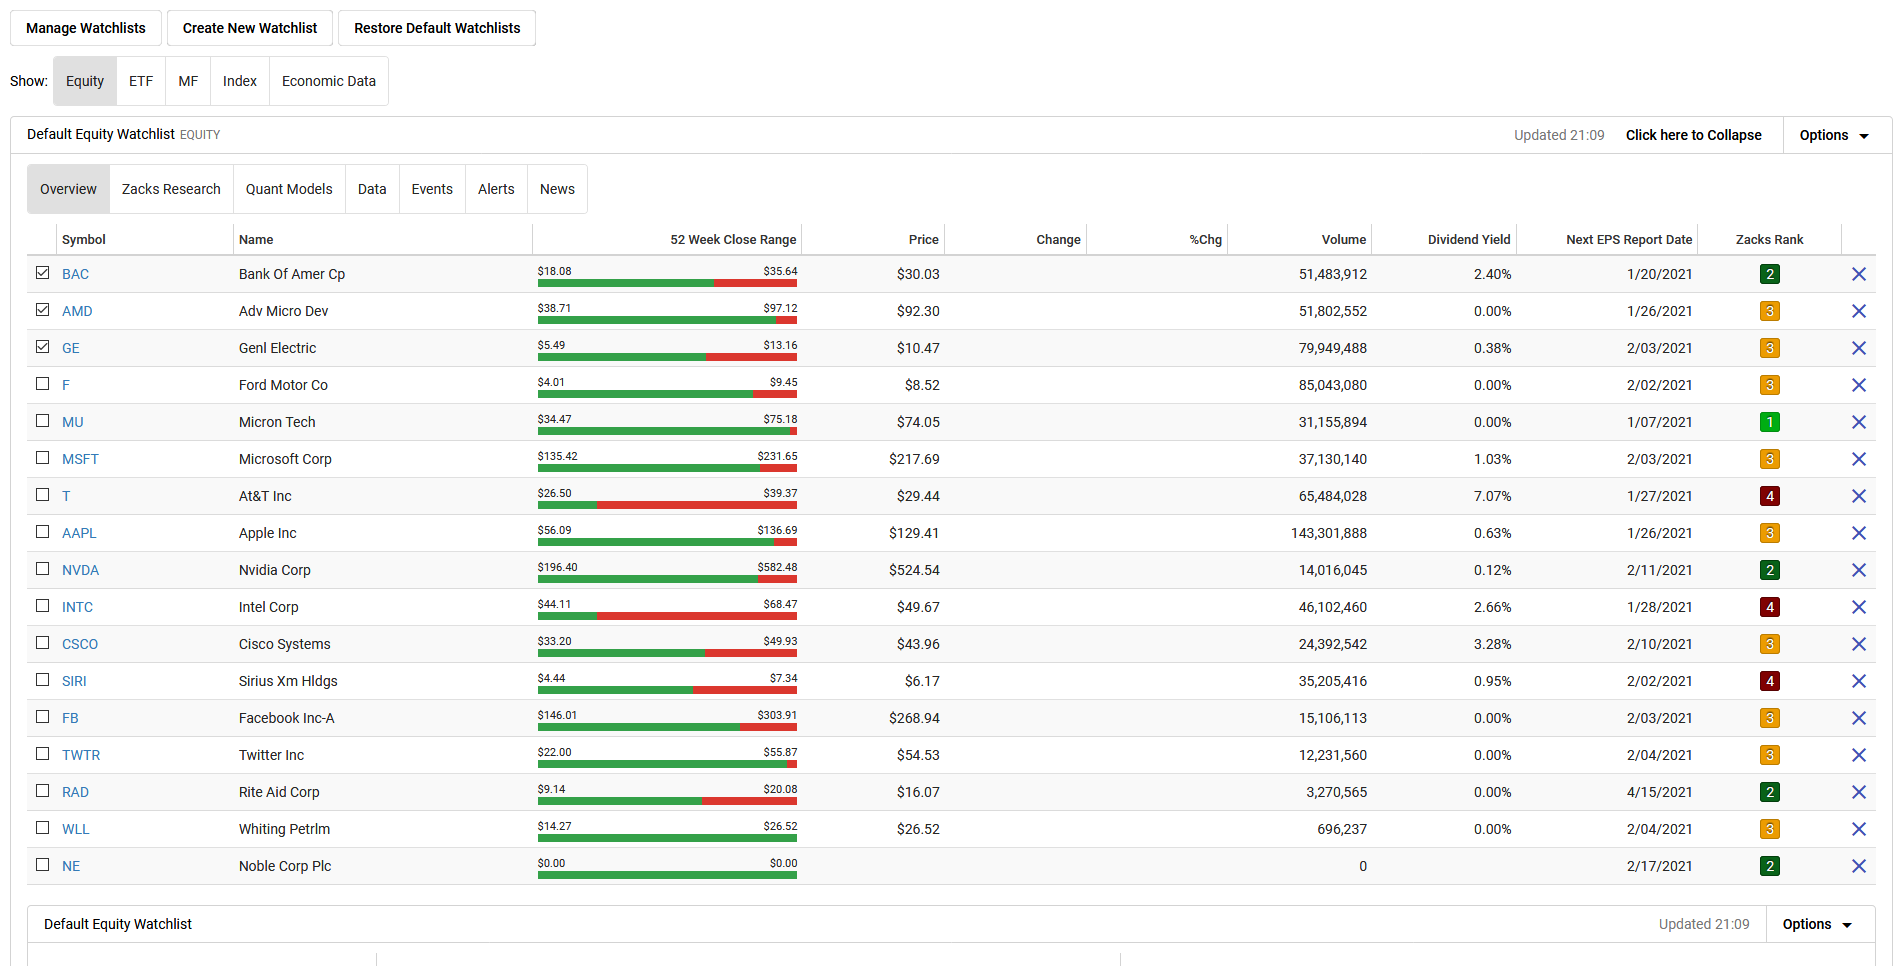 Manage Watchlists Create New Watchlist Restore Default Watchlists
Show: Equity ETF MF Index Economic Data
Default Equity Watchlist EQUITY Updated 21:09 Click here to Collapse Options
Overview Zacks Research Quant Models Data Events Alerts News
Symbol Name 52 Week Close Range Price Change %Chg Volume Dividend Yield Next EPS Report Date Zacks Rank
BAC Bank Of Amer Cp $18.08 $35.64 $30.03 51,483,912 2.40% 1/20/2021 2
AMD Adv Micro Dev $38.71 $97.12 $92.30 51,802,552 0.00% 1/26/2021 3
GE Genl Electric $5.49 $13.16 $10.47 79,949,488 0.38% 2/03/2021 3
F Ford Motor Co $4.01 $9.45 $8.52 85,043,080 0.00% 2/02/2021 3
MU Micron Tech $34.47 $75.18 $74.05 31,155,894 0.00% 1/07/2021 1
MSFT Microsoft Corp $135.42 $231.65 $217.69 37,130,140 1.03% 2/03/2021 3
T At&T Inc $26.50 $39.37 $29.44 65,484,028 7.07% 1/27/2021 4
AAPL Apple Inc $56.09 $136.69 $129.41 143,301,888 0.63% 1/26/2021 3
NVDA Nvidia Corp $196.40 $582.48 $524.54 14,016,045 0.12% 2/11/2021 2
INTC Intel Corp $44.11 $68.47 $49.67 46,102,460 2.66% 1/28/2021 4
CSCO Cisco Systems $33.20 $49.93 $43.96 24,392,542 3.28% 2/10/2021 3
SIRI Sirius Xm Hldgs $4.44 $7.34 $6.17 35,205,416 0.95% 2/02/2021 4
FB Facebook Inc-A $146.01 $303.91 $268.94 15,106,113 0.00% 2/03/2021 3
TWTR Twitter Inc $22.00 $55.87 $54.53 12,231,560 0.00% 2/04/2021 3
RAD Rite Aid Corp $9.14 $20.08 $16.07 3,270,565 0.00% 4/15/2021 2
WLL Whiting Petrlm $14.27 $26.52 $26.52 696,237 0.00% 2/04/2021 3
NE Noble Corp Plc $0.00 $0.00 0 2/17/2021 2
Default Equity Watchlist Updated 21:09 Options